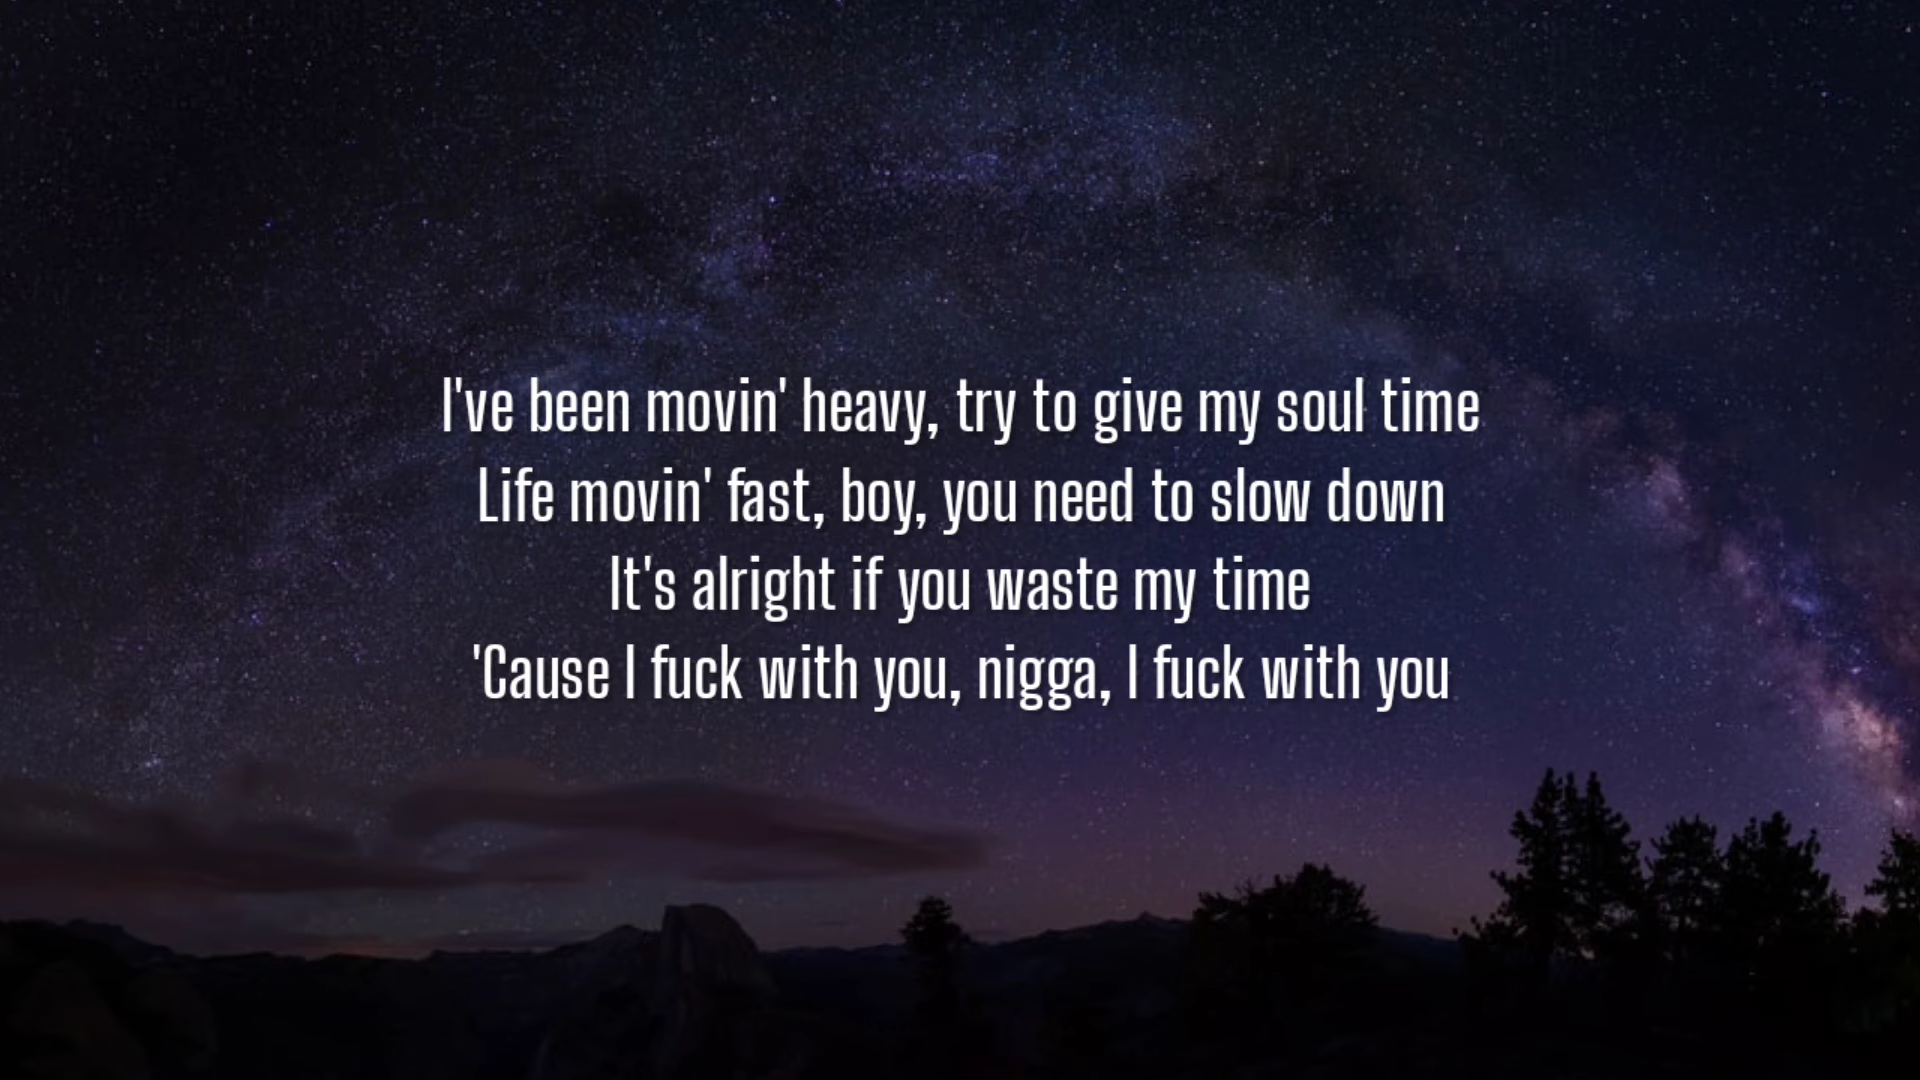 I've been movin' heavy, try to give my soul time
Life movin' fast, boy, you need to slow down
It's alright if you waste my time
'Cause I fuck with you, nigga, I fuck with you